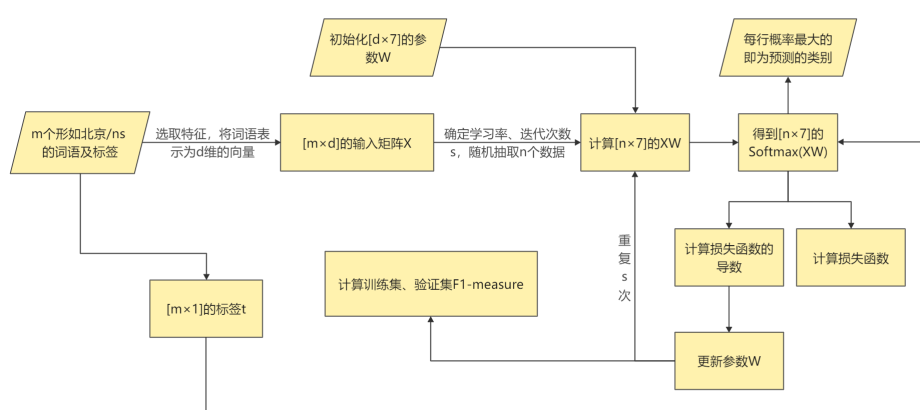 初始化[d×7]的参
数W
每行概率最大的
即为预测的类别
m个形如北京/ns
的词语及标签
选取特征，将词语表
示为d维的向量
[m×d]的输入矩阵X
确定学习率、迭代次数
s，随机抽取n个数据
计算[n×7]的XW
得到[n×7]的
Softmax(XW)
重
复
s
次
计算损失函数的
导数
计算损失函数
计算训练集、验证集F1-measure
[m×1]的标签t
更新参数W